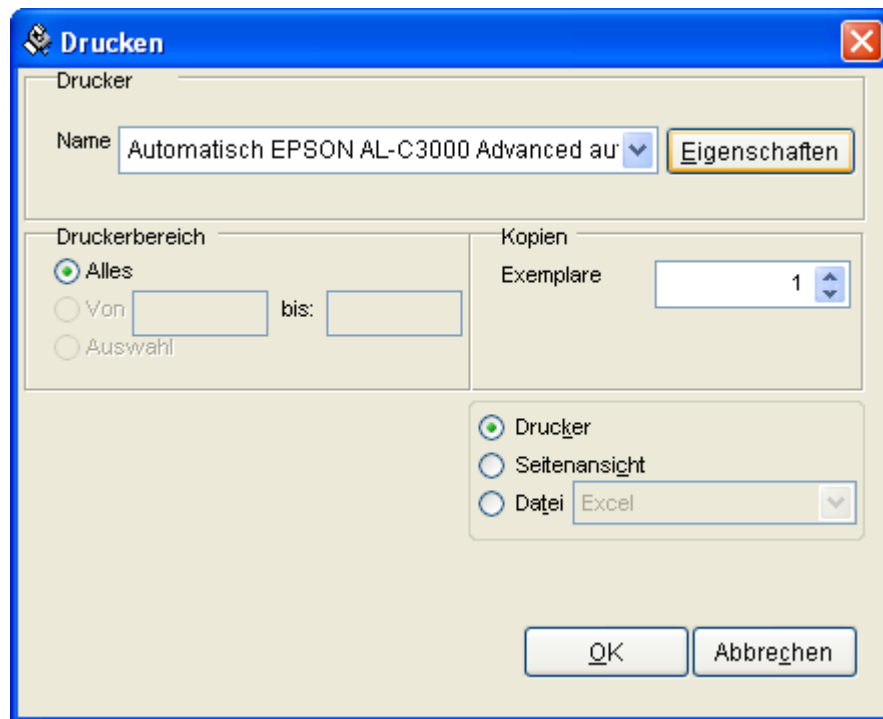 Drucken
Drucker
Name Automatisch EPSON AL-C3000 Advanced au Eigenschaften
Druckerbereich
Alles
Von bis:
Auswahl
Kopien
Exemplare 1
Drucker
Seitenansicht
Datei Excel
OK Abbrechen